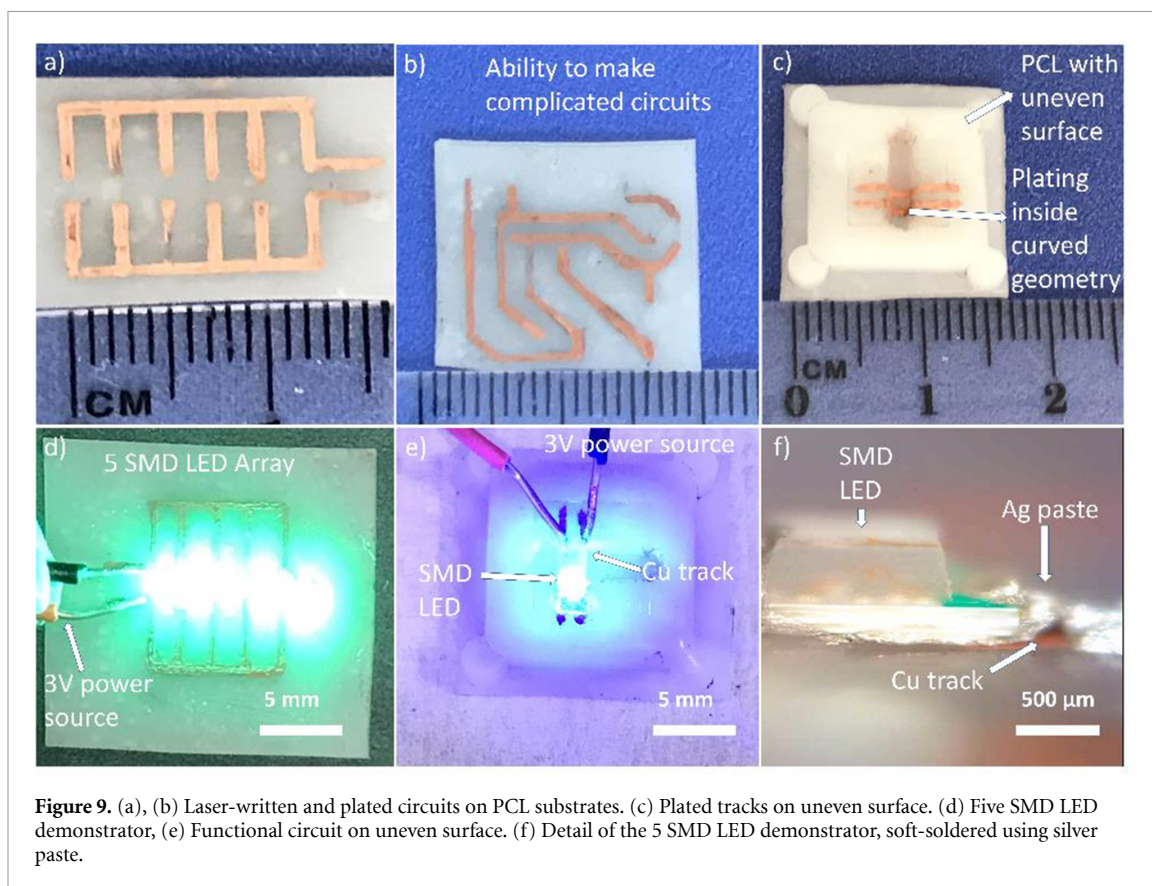 a)
b)
Ability to make
complicated circuits
c)
PCL with
uneven
surface
Plating
inside
curved
geometry
CM
CM
0
1
2
d)
5 SMD LED Array
3V power
source
5 mm
e)
3V power source
SMD
LED
Cu track
5 mm
f)
SMD
LED
Ag paste
Cu track
500 µm
Figure 9. (a), (b) Laser-written and plated circuits on PCL substrates. (c) Plated tracks on uneven surface. (d) Five SMD LED
demonstrator, (e) Functional circuit on uneven surface. (f) Detail of the 5 SMD LED demonstrator, soft-soldered using silver
paste.